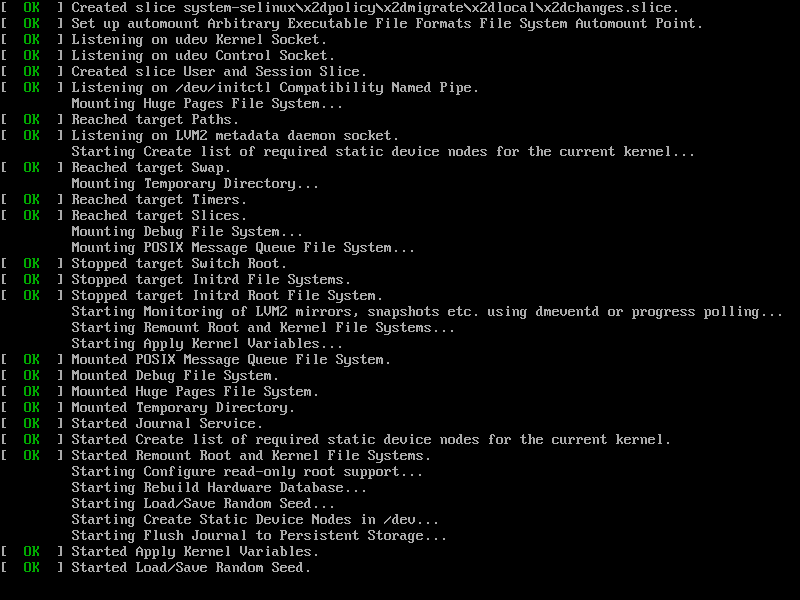 [  OK  ] Created slice system-selinux\x2dpolicy\x2dmigrate\x2dlocal\x2dchanges.slice.
[  OK  ] Set up automount Arbitrary Executable File Formats File System Automount Point.
[  OK  ] Listening on udev Kernel Socket.
[  OK  ] Listening on udev Control Socket.
[  OK  ] Created slice User and Session Slice.
[  OK  ] Listening on /dev/initctl Compatibility Named Pipe.
         Mounting Huge Pages File System...
[  OK  ] Reached target Paths.
[  OK  ] Listening on LVM2 metadata daemon socket.
         Starting Create list of required static device nodes for the current kernel...
[  OK  ] Reached target Swap.
         Mounting Temporary Directory...
[  OK  ] Reached target Timers.
[  OK  ] Reached target Slices.
         Mounting Debug File System...
         Mounting POSIX Message Queue File System...
[  OK  ] Stopped target Switch Root.
[  OK  ] Stopped target Initrd File Systems.
[  OK  ] Stopped target Initrd Root File System.
         Starting Monitoring of LVM2 mirrors, snapshots etc. using dmeventd or progress polling...
         Starting Remount Root and Kernel File Systems...
         Starting Apply Kernel Variables...
[  OK  ] Mounted POSIX Message Queue File System.
[  OK  ] Mounted Debug File System.
[  OK  ] Mounted Huge Pages File System.
[  OK  ] Mounted Temporary Directory.
[  OK  ] Started Journal Service.
[  OK  ] Started Create list of required static device nodes for the current kernel.
[  OK  ] Started Remount Root and Kernel File Systems.
         Starting Configure read-only root support...
         Starting Rebuild Hardware Database...
         Starting Load/Save Random Seed...
         Starting Create Static Device Nodes in /dev...
         Starting Flush Journal to Persistent Storage...
[  OK  ] Started Apply Kernel Variables.
[  OK  ] Started Load/Save Random Seed.